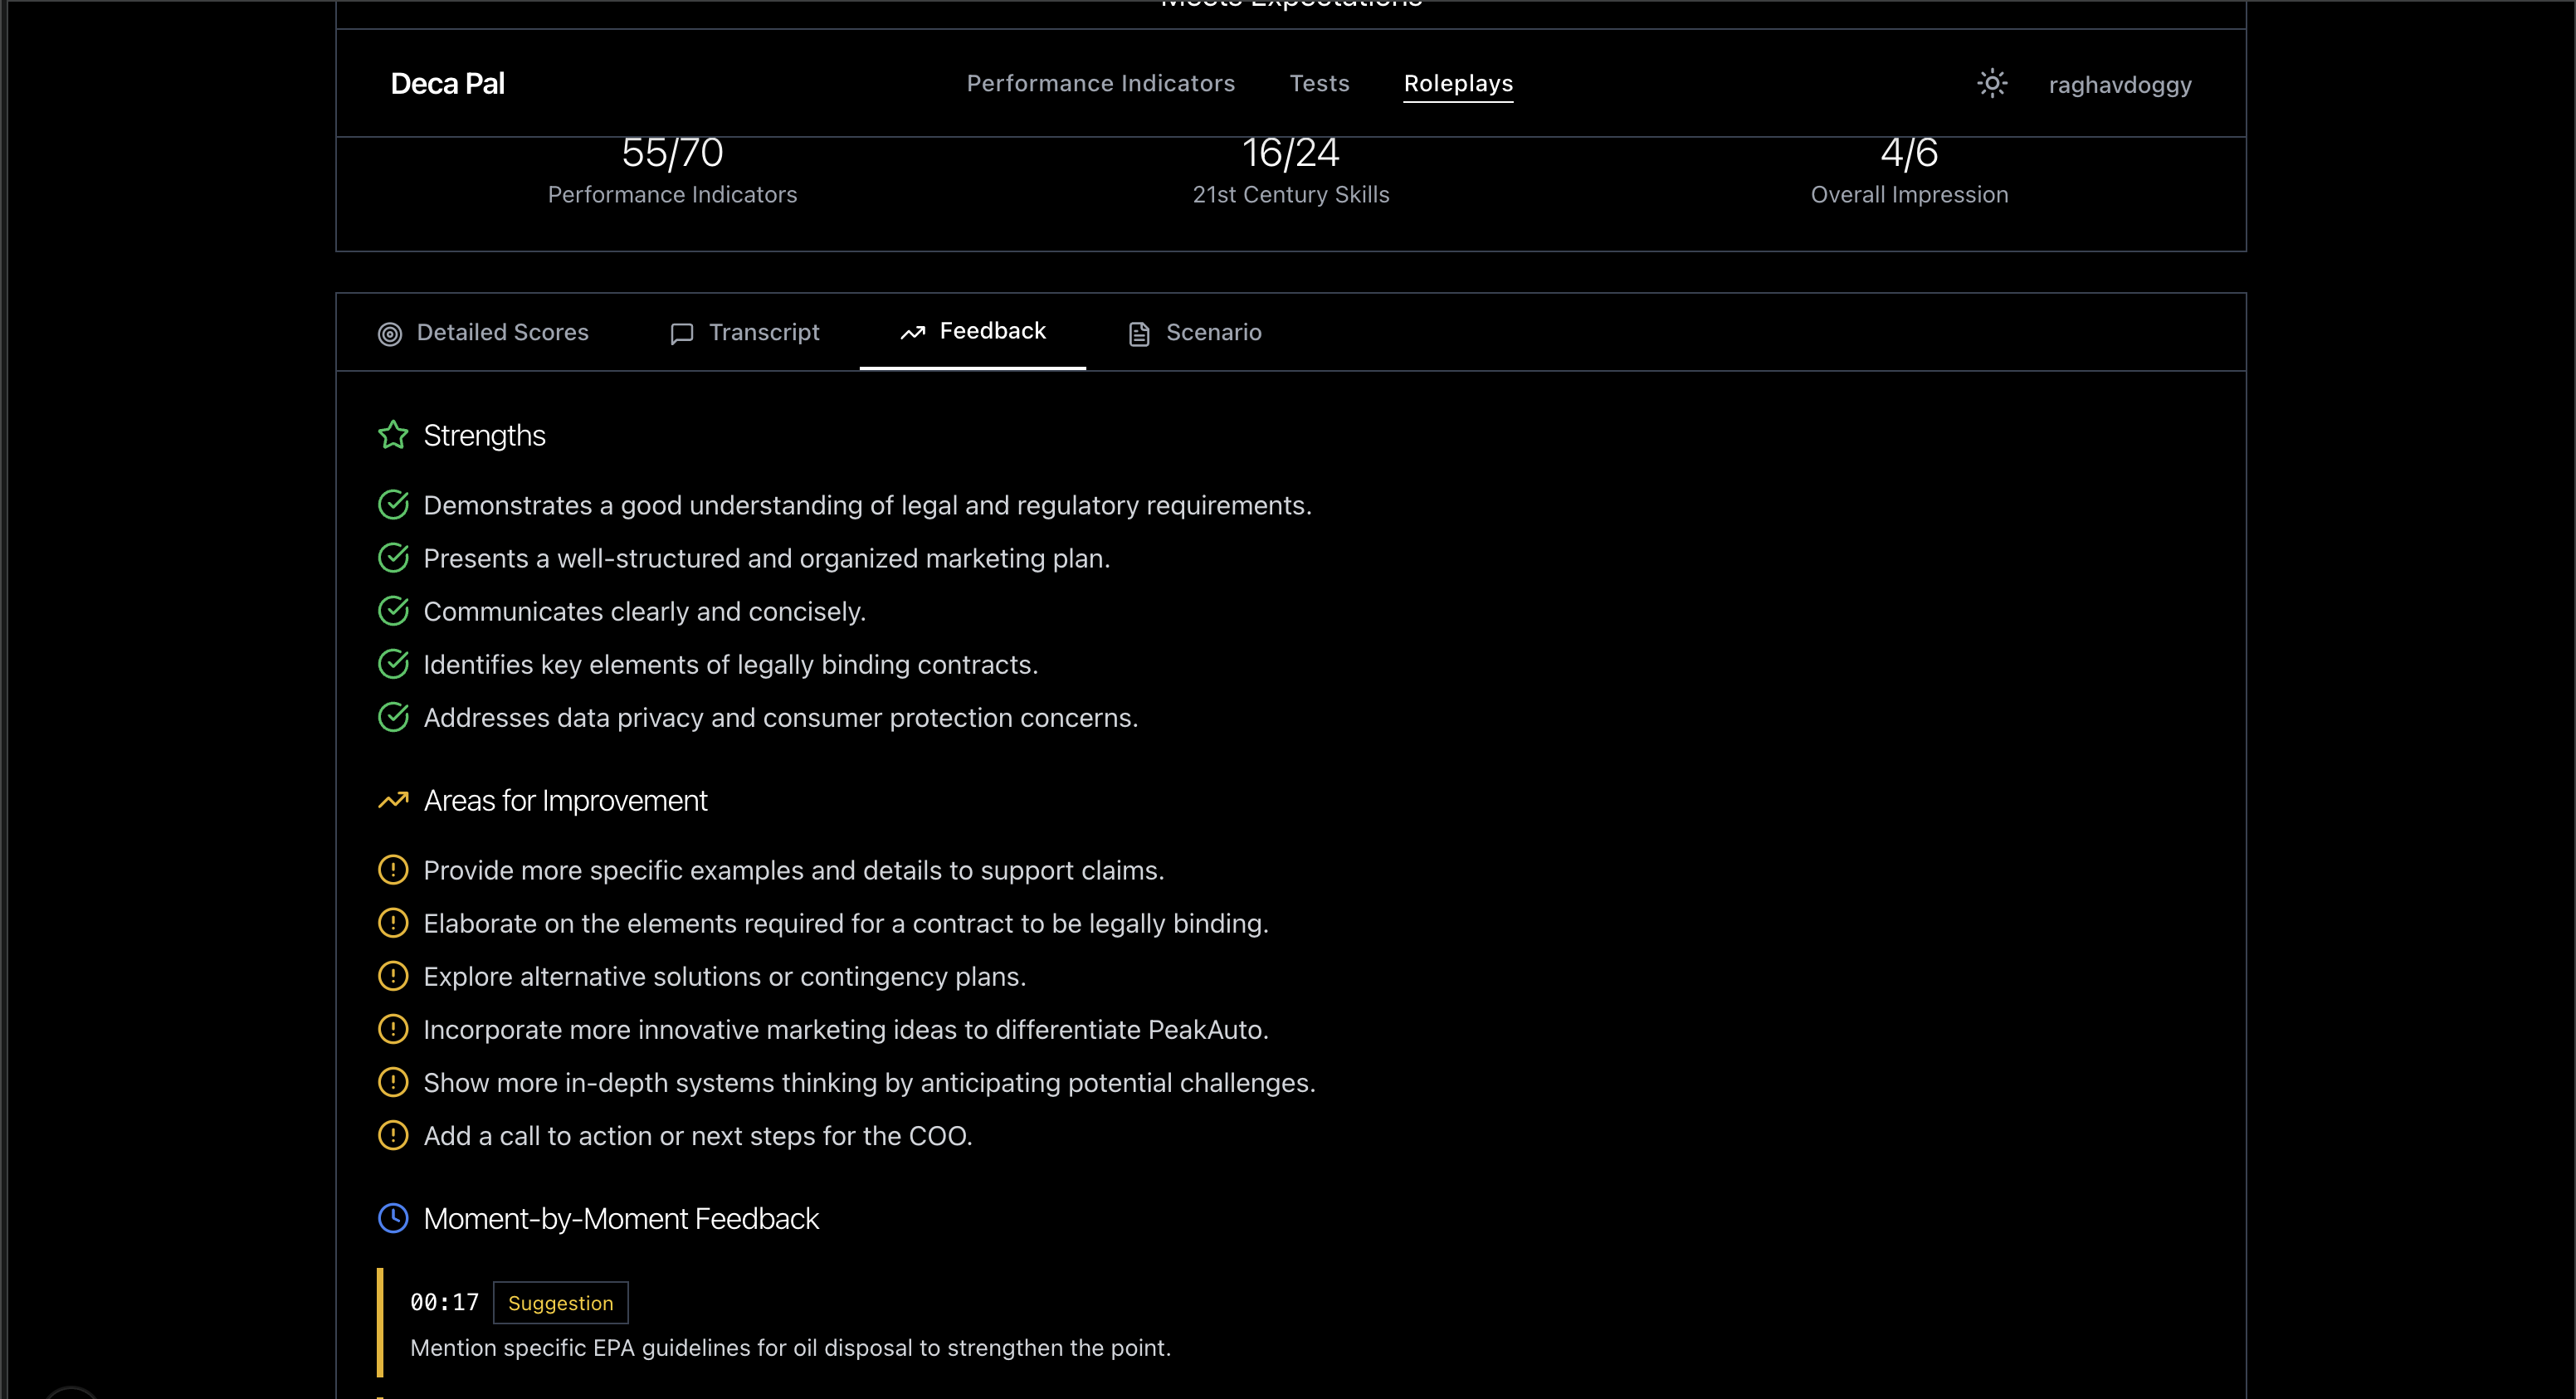 Meets Expectations
Deca Pal
Performance Indicators
Tests
Roleplays
raghavdoggy
55/70
16/24
4/6
Performance Indicators
21st Century Skills
Overall Impression
Detailed Scores
Transcript
Feedback
Scenario
Strengths
Demonstrates a good understanding of legal and regulatory requirements.
Presents a well-structured and organized marketing plan.
Communicates clearly and concisely.
Identifies key elements of legally binding contracts.
Addresses data privacy and consumer protection concerns.
Areas for Improvement
Provide more specific examples and details to support claims.
Elaborate on the elements required for a contract to be legally binding.
Explore alternative solutions or contingency plans.
Incorporate more innovative marketing ideas to differentiate PeakAuto.
Show more in-depth systems thinking by anticipating potential challenges.
Add a call to action or next steps for the COO.
Moment-by-Moment Feedback
00:17 Suggestion
Mention specific EPA guidelines for oil disposal to strengthen the point.